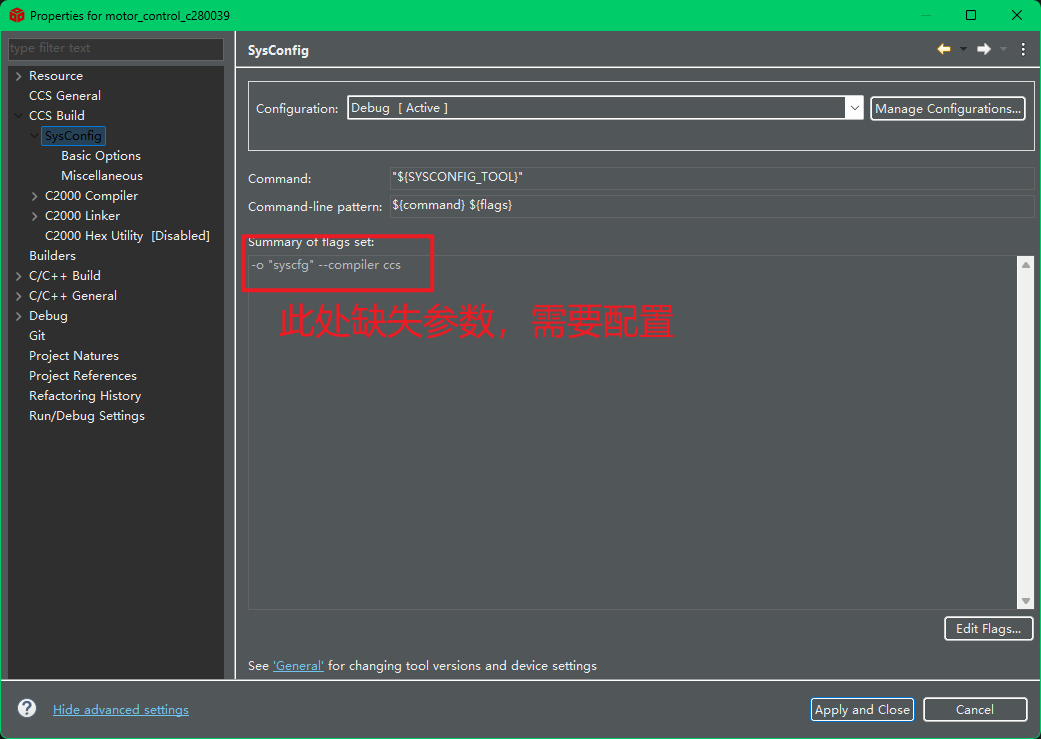 Properties for motor_control_c280039
type filter text
Resource
CCS General
CCS Build
SysConfig
Basic Options
Miscellaneous
C2000 Compiler
C2000 Linker
C2000 Hex Utility [Disabled]
Builders
C/C++ Build
C/C++ General
Debug
Git
Project Natures
Project References
Refactoring History
Run/Debug Settings
SysConfig
Configuration: Debug [ Active ] Manage Configurations...
Command: "${SYSCONFIG_TOOL}"
Command-line pattern: ${command} ${flags}
Summary of flags set:
-o "syscfg" --compiler ccs
此处缺失参数，需要配置
Edit Flags...
See 'General' for changing tool versions and device settings
? Hide advanced settings Apply and Close Cancel